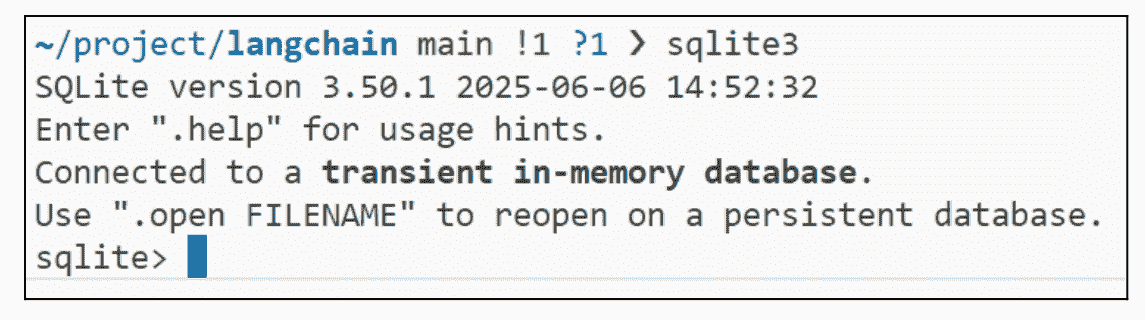 ~/project/langchain main !1 ?1 ❯ sqlite3
SQLite version 3.50.1 2025-06-06 14:52:32
Enter ".help" for usage hints.
Connected to a transient in-memory database.
Use ".open FILENAME" to reopen on a persistent database.
sqlite>